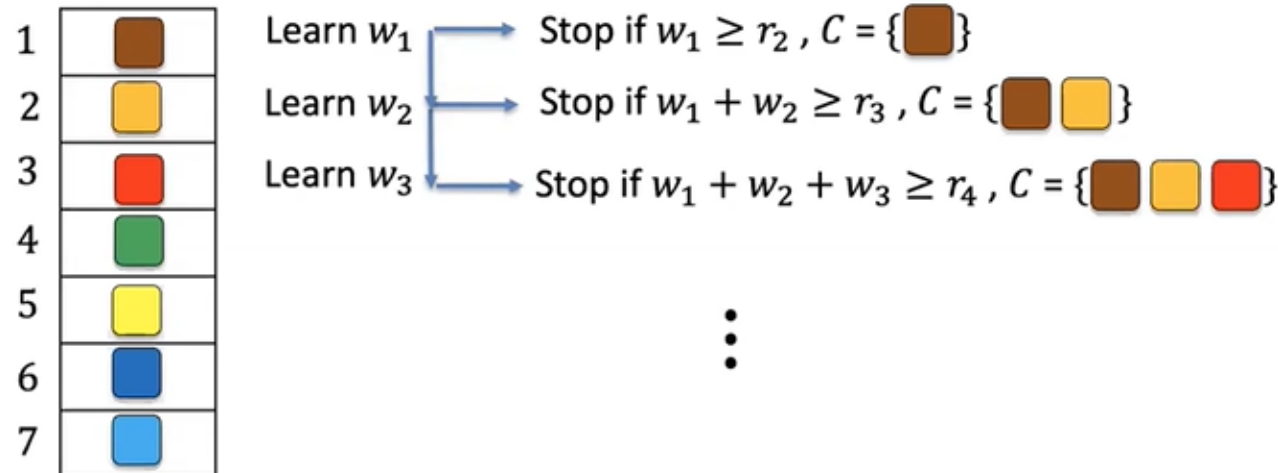 1 Learn w₁ Stop if w₁ ≥ r₂ , C = { }
2 Learn w₂ Stop if w₁ + w₂ ≥ r₃ , C = { }
3 Learn w₃ Stop if w₁ + w₂ + w₃ ≥ r₄ , C = { }
4
5
6
7